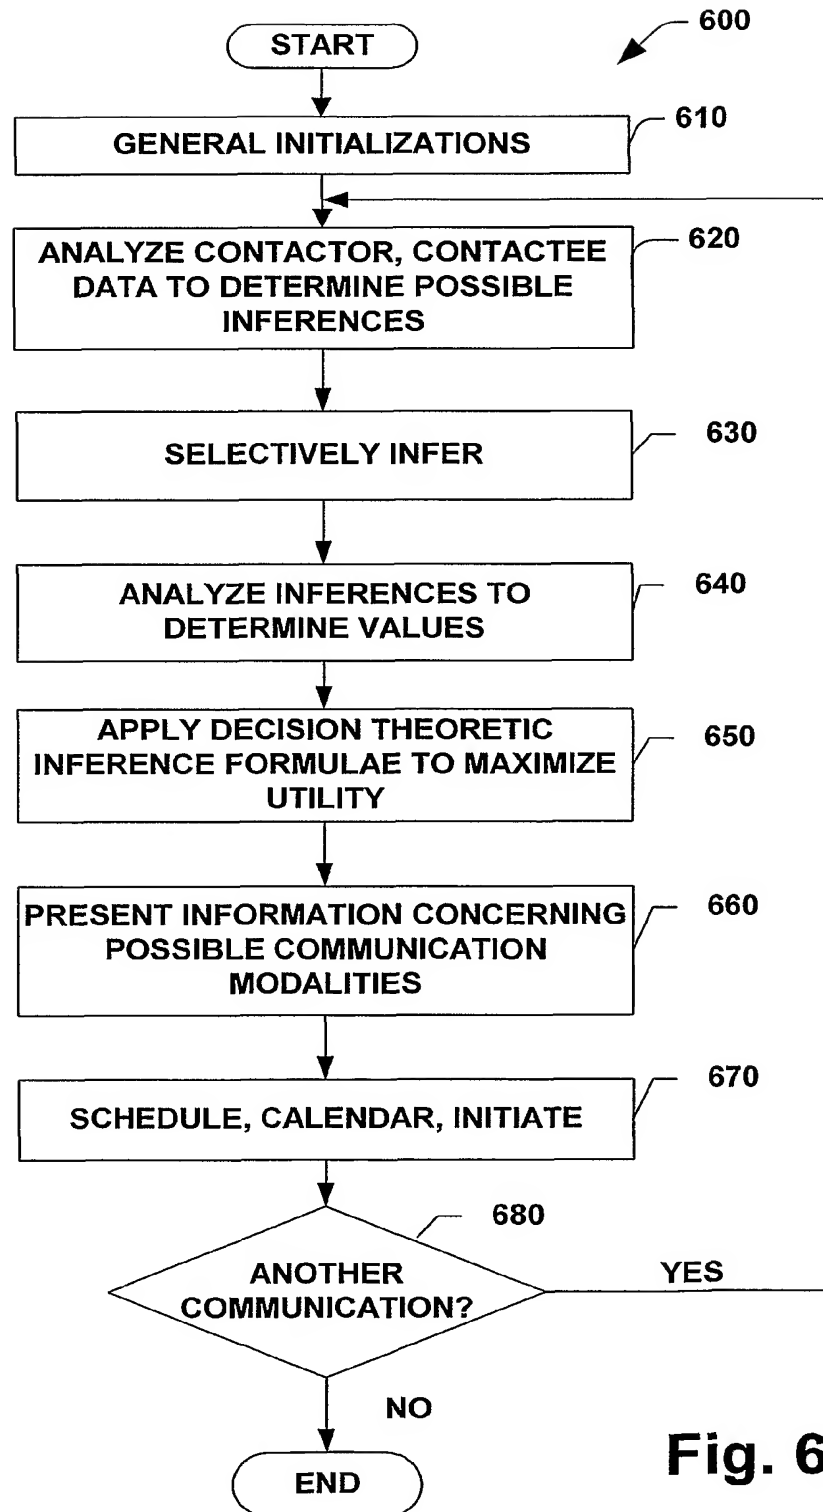 START
600
GENERAL INITIALIZATIONS
610
ANALYZE CONTACTOR, CONTACTEE
DATA TO DETERMINE POSSIBLE
INFERENCES
620
SELECTIVELY INFER
630
ANALYZE INFERENCES TO
DETERMINE VALUES
640
APPLY DECISION THEORETIC
INFERENCE FORMULAE TO MAXIMIZE
UTILITY
650
PRESENT INFORMATION CONCERNING
POSSIBLE COMMUNICATION
MODALITIES
660
SCHEDULE, CALENDAR, INITIATE
670
680
ANOTHER
COMMUNICATION?
YES
NO
END
Fig. 6